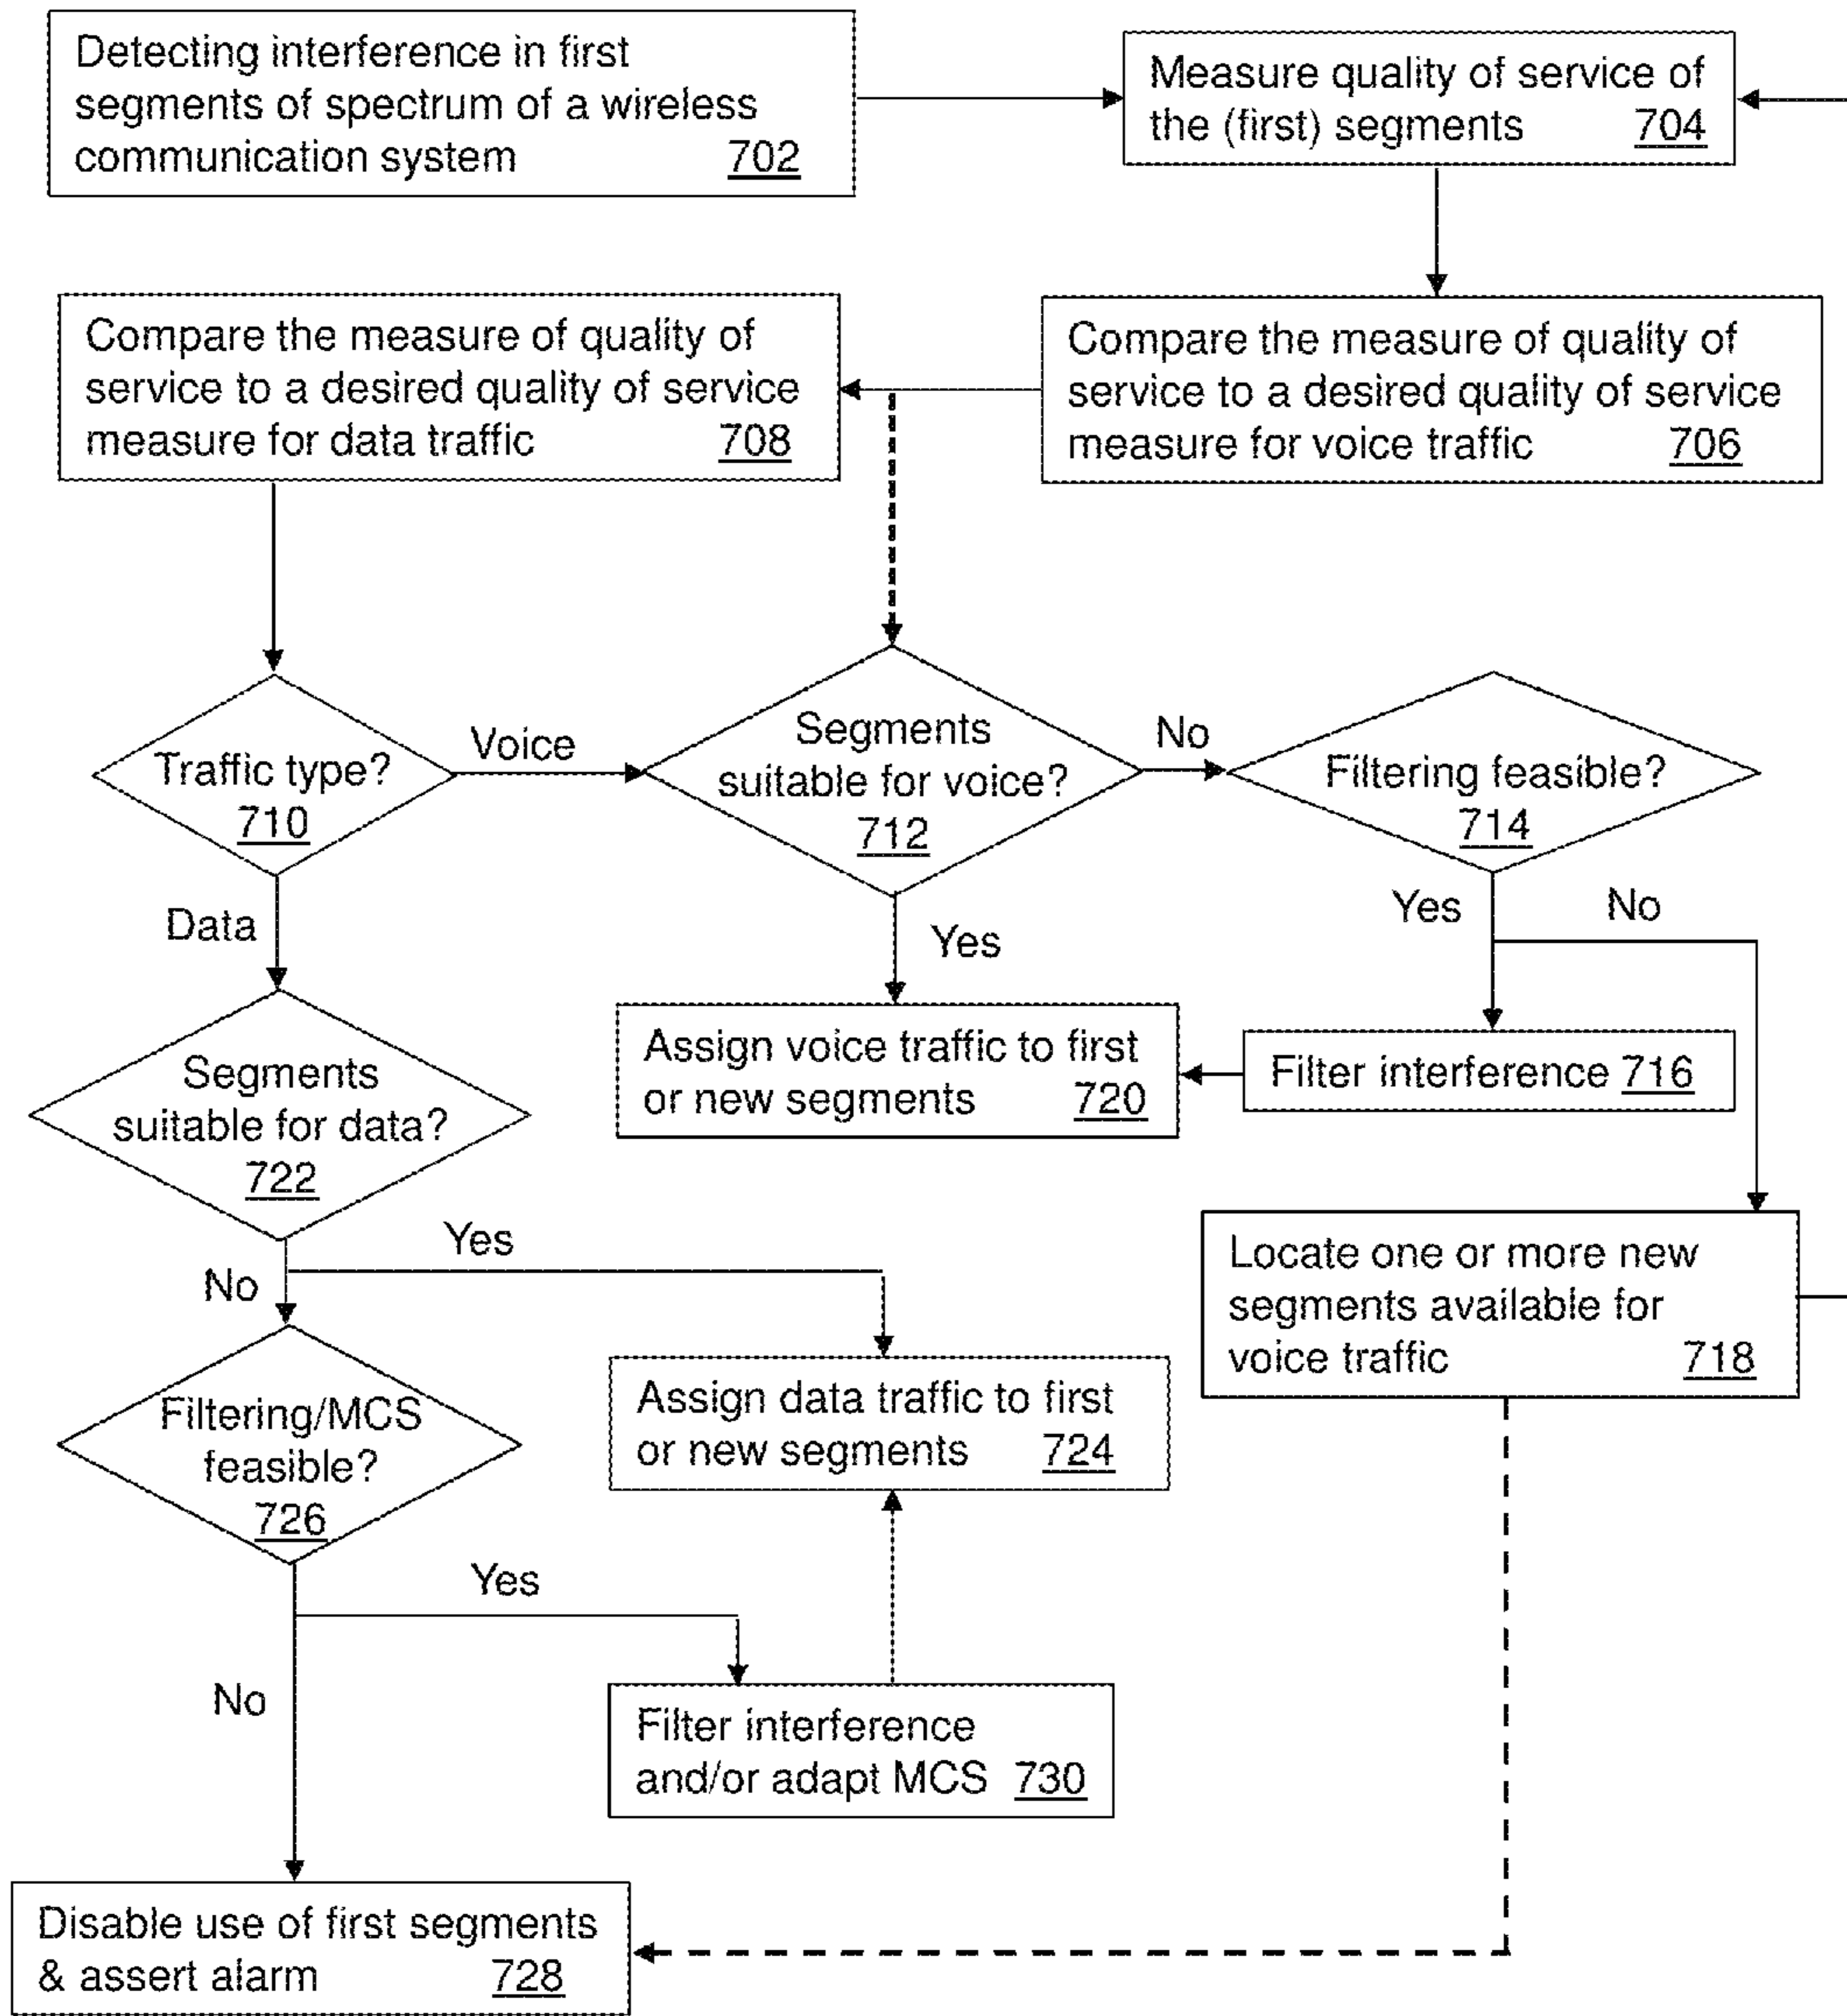 Detecting interference in first
segments of spectrum of a wireless
communication system 702
Measure quality of service of
the (first) segments 704
Compare the measure of quality of
service to a desired quality of service
measure for data traffic 708
Compare the measure of quality of
service to a desired quality of service
measure for voice traffic 706
Traffic type?
710
Voice
Segments
suitable for voice?
712
No
Filtering feasible?
714
Data
Yes
Yes
No
Segments
suitable for data?
722
Assign voice traffic to first
or new segments 720
Filter interference 716
Yes
No
Locate one or more new
segments available for
voice traffic 718
Filtering/MCS
feasible?
726
Assign data traffic to first
or new segments 724
Yes
No
Filter interference
and/or adapt MCS 730
Disable use of first segments
& assert alarm 728